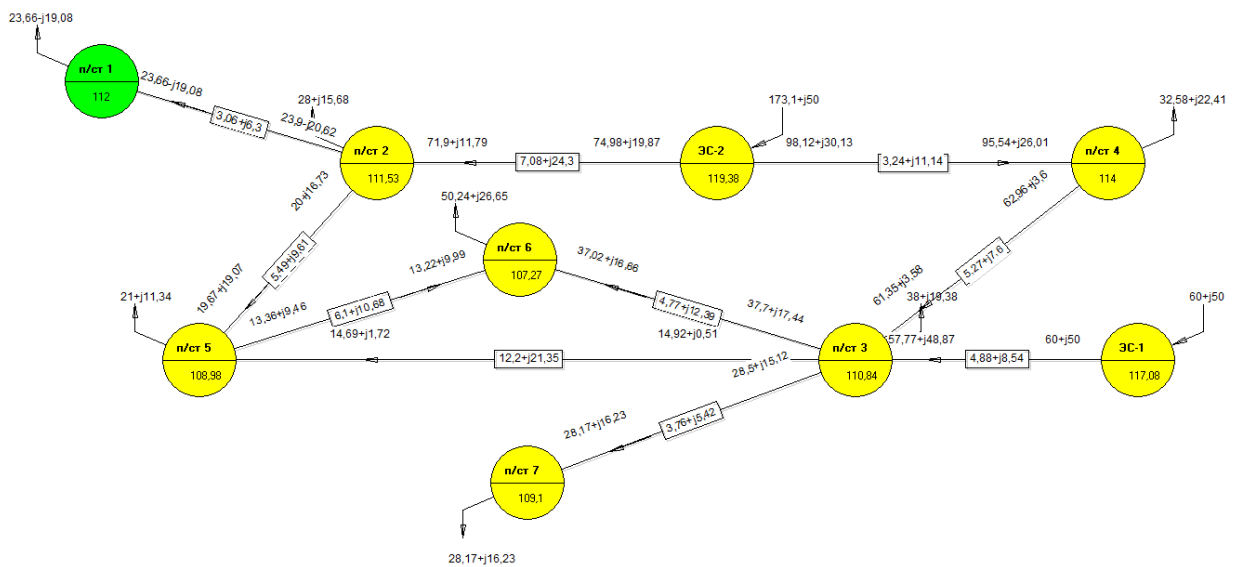 23,66-j19,08
п/ст 1
112
23,66-j19,08
3,06+j6,3
23,9-j20,62
28+j15,68
п/ст 2
111,53
71,9+j11,79
7,08+j24,3
74,98+j19,87
ЭС-2
119,38
173,1+j50
98,12+j30,13
3,24+j11,14
95,54+j26,01
п/ст 4
114
32,58+j22,41
20+j16,73
5,49+j9,61
19,67+j19,07
50,24+j26,65
п/ст 6
107,27
13,22+j9,99
6,1+j10,68
13,36+j9,46
37,02+j16,66
4,77+j12,39
37,7+j17,44
62,96+j3,6
5,27+j7,6
61,35+j3,58
38+j19,38
21+j11,34
п/ст 5
108,98
14,69+j1,72
12,2+j21,35
14,92+j0,51
п/ст 3
110,84
57,77+j48,87
4,88+j8,54
60+j50
ЭС-1
117,08
60+j50
28,5+j15,12
3,76+j5,42
28,17+j16,23
п/ст 7
109,1
28,17+j16,23